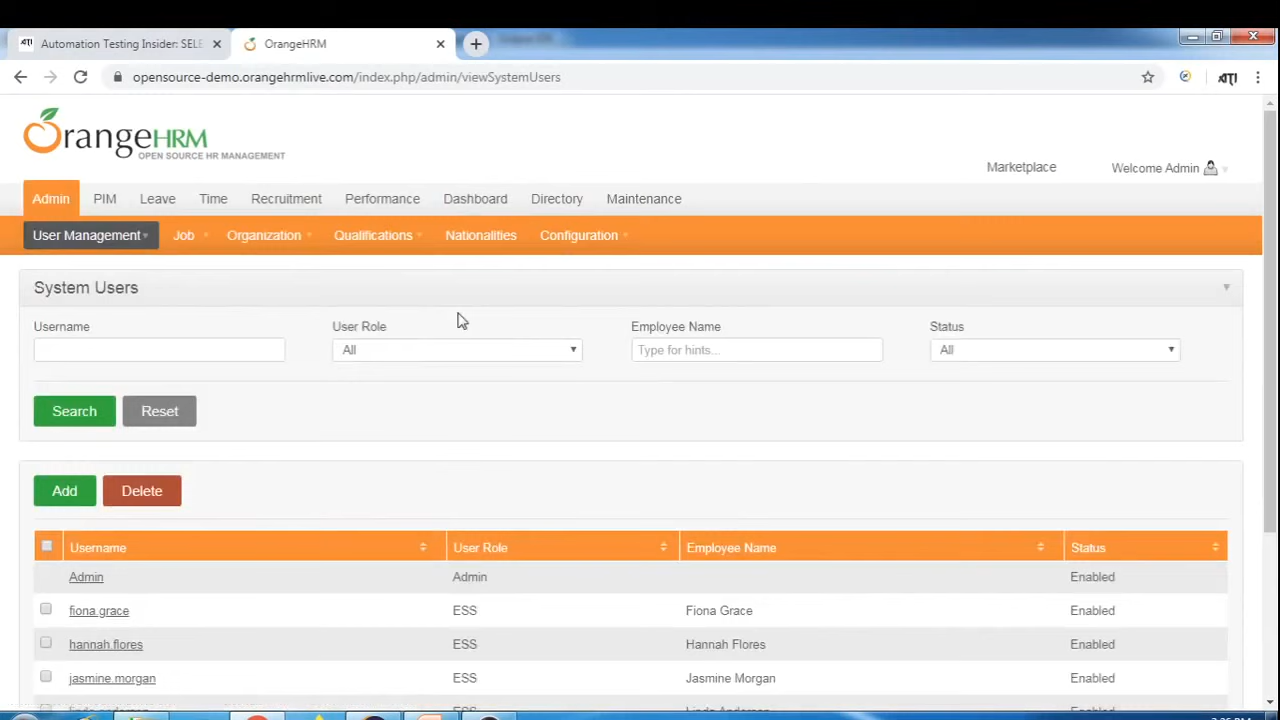 ATI Automation Testing Insider: SELE
OrangeHRM
opensource-demo.orangehrmlive.com/index.php/admin/viewSystemUsers
ATI
OrangeHRM
OPEN SOURCE HR MANAGEMENT
Marketplace
Welcome Admin
Admin PIM Leave Time Recruitment Performance Dashboard Directory Maintenance
User Management Job Organization Qualifications Nationalities Configuration
System Users
Username User Role Employee Name Status
All Type for hints... All
Search Reset
Add Delete
Username User Role Employee Name Status
Admin Admin Enabled
fiona.grace ESS Fiona Grace Enabled
hannah.flores ESS Hannah Flores Enabled
jasmine.morgan ESS Jasmine Morgan Enabled